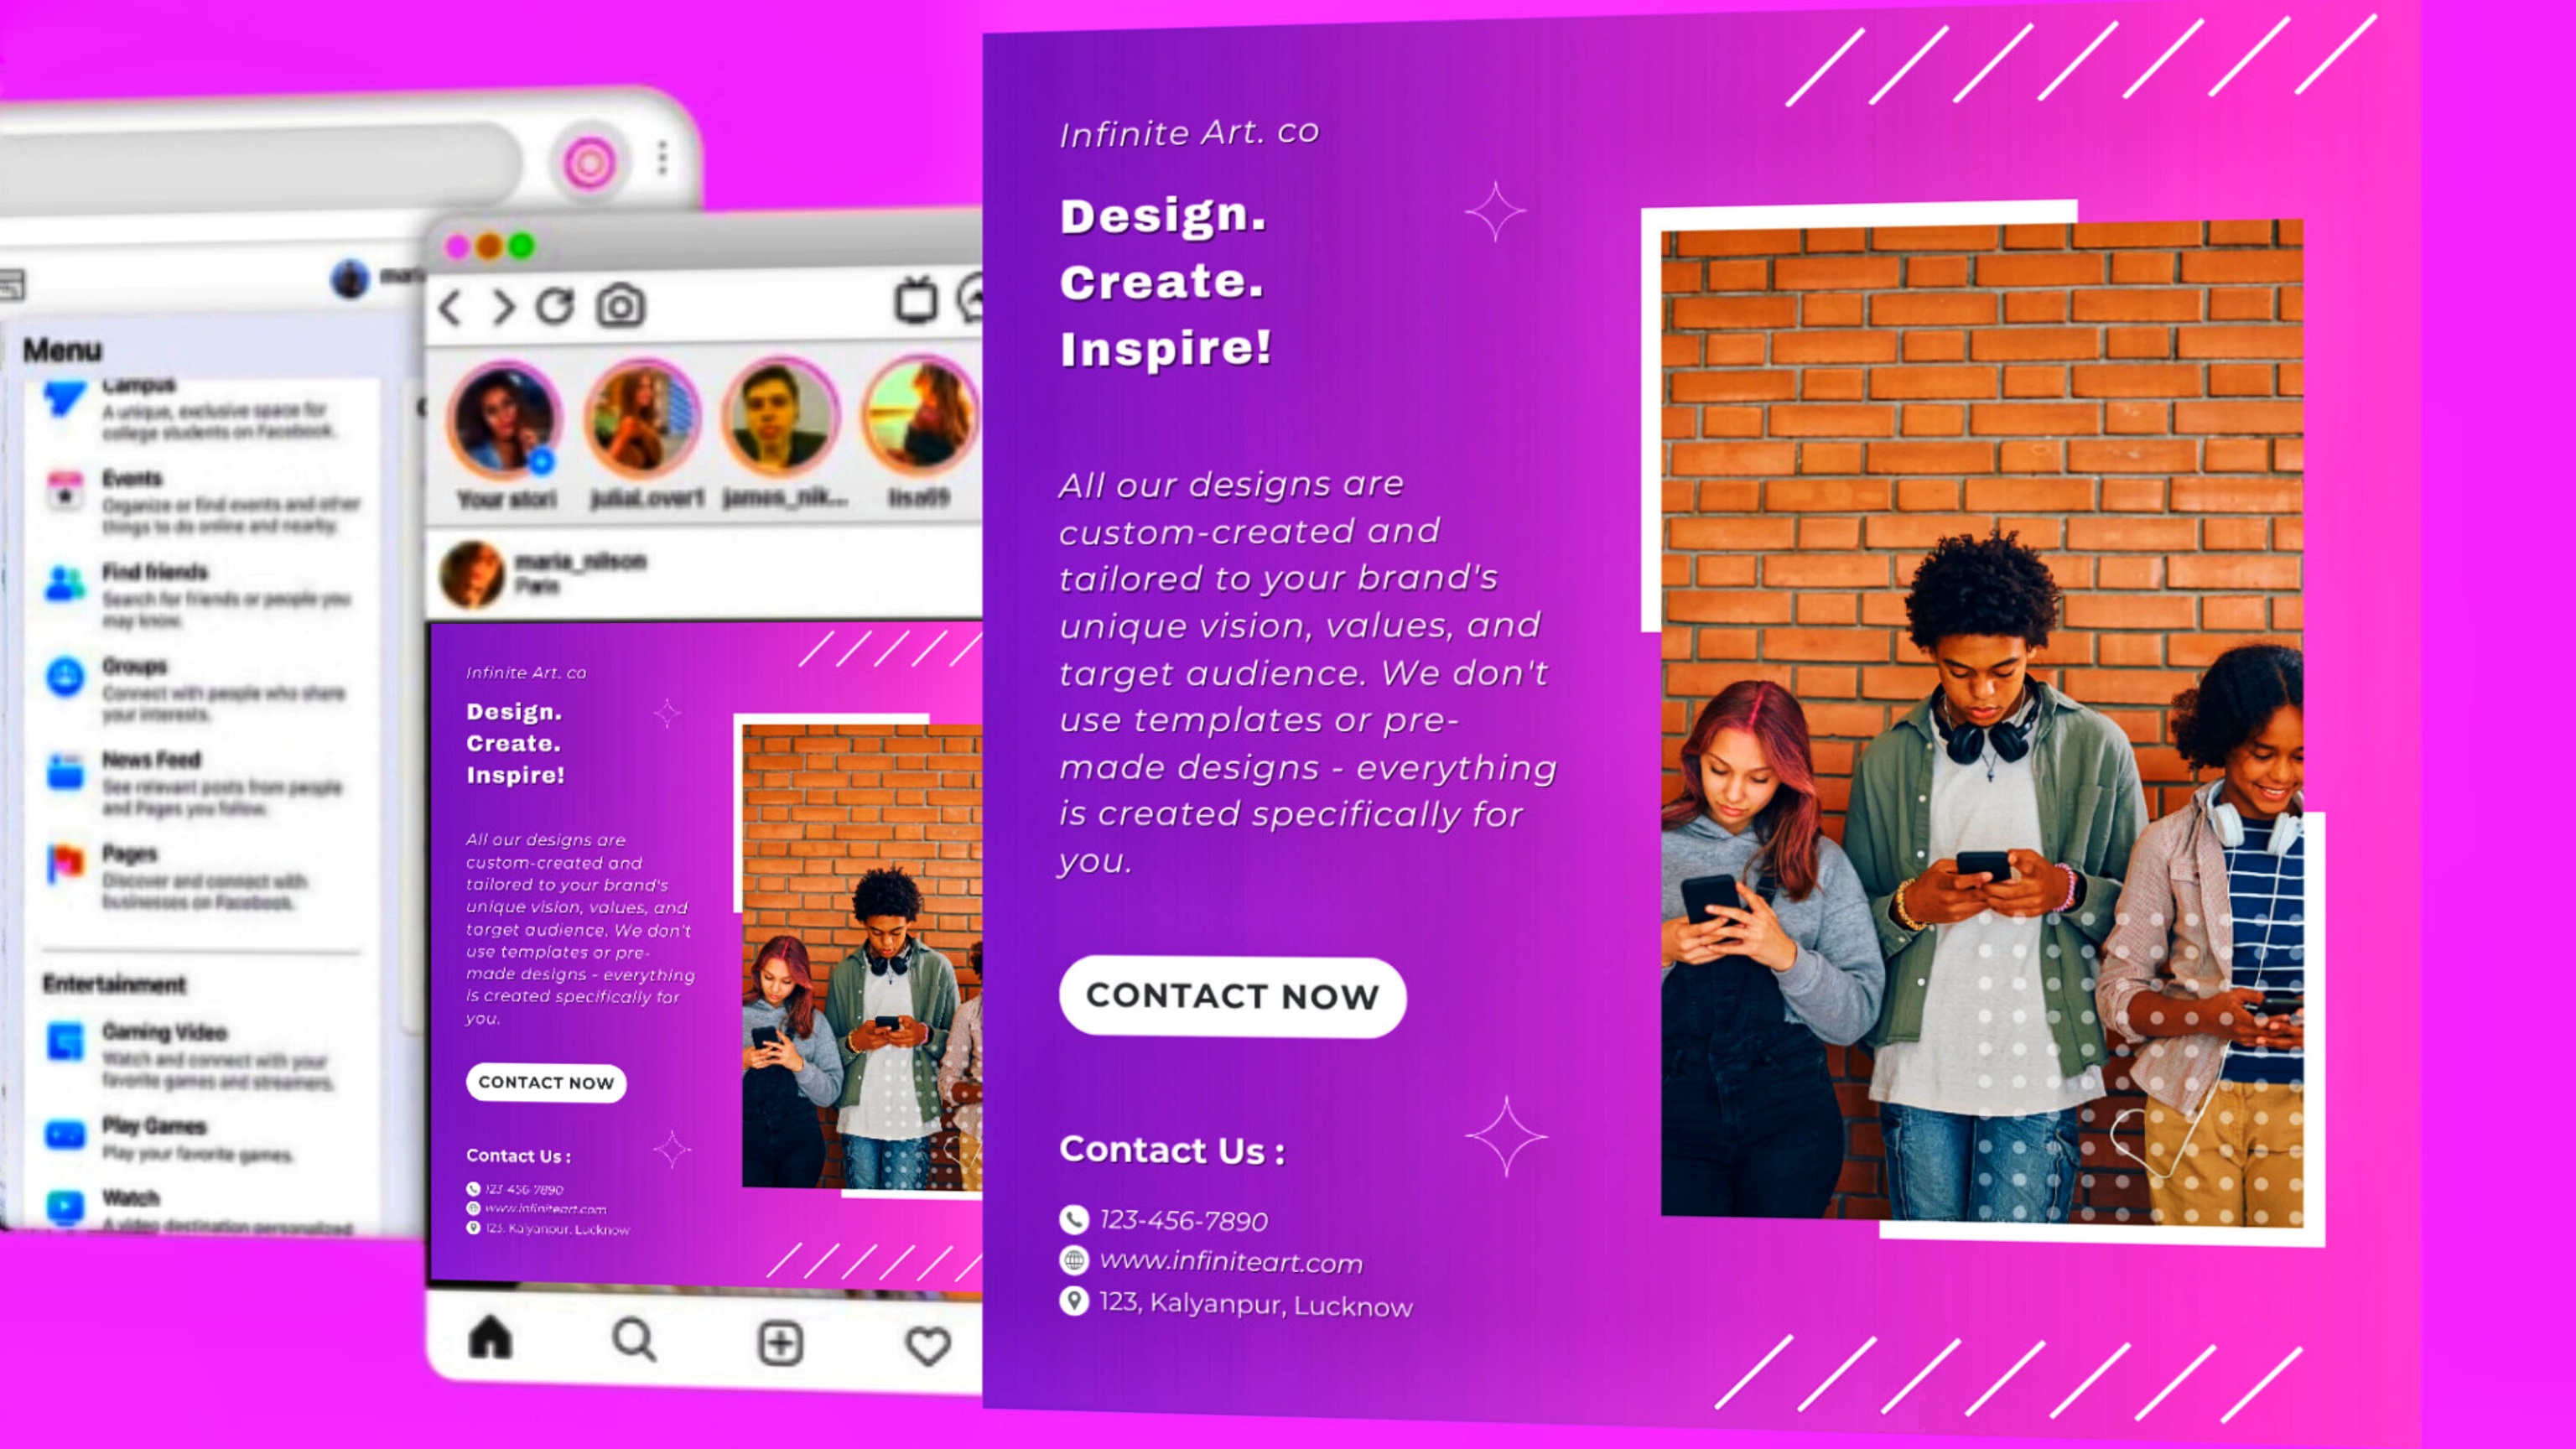 Menu
Campus
A unique, exclusive space for
college students on Facebook.
Events
Organize or find events and other
things to do online and nearby.
Find friends
Search for friends or people you
may know.
Groups
Connect with people who share
your interests.
News Feed
See relevant posts from people
and Pages you follow.
Pages
Discover and connect with
businesses on Facebook.
Entertainment
Gaming Video
Watch and connect with your
favorite games and streamers.
Play Games
Play your favorite games.
Watch
A video destination personalized
Your stori
juliaLover1
james_nik...
lisa69
maria_nilson
Paris
Infinite Art. co
Design.
Create.
Inspire!
All our designs are
custom-created and
tailored to your brand's
unique vision, values, and
target audience. We don't
use templates or pre-
made designs - everything
is created specifically for
you.
CONTACT NOW
Contact Us :
123-456-7890
www.infiniteart.com
123, Kalyanpur, Lucknow
Infinite Art. co
Design.
Create.
Inspire!
All our designs are
custom-created and
tailored to your brand's
unique vision, values, and
target audience. We don't
use templates or pre-
made designs - everything
is created specifically for
you.
CONTACT NOW
Contact Us :
123-456-7890
www.infiniteart.com
123, Kalyanpur, Lucknow